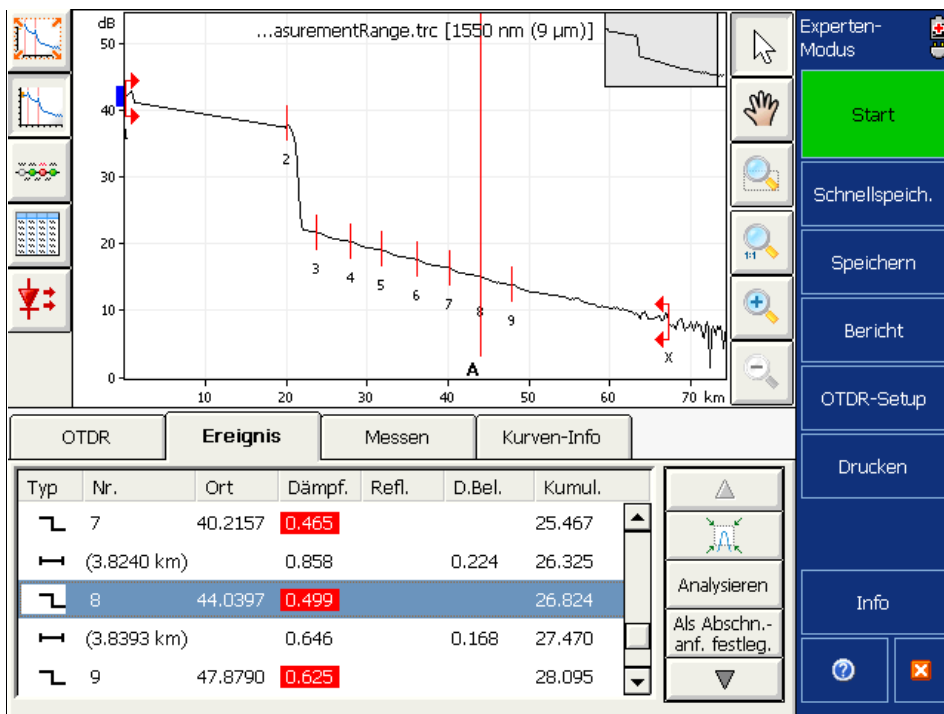 dB
...asurementRange.trc [1550 nm (9 µm)]
50
40
30
20
10
0
2
3
4
5
6
7
8
9
X
A
10
20
30
40
50
60
70 km
1:1
Experten-
Modus
Start
Schnellspeich.
Speichern
Bericht
OTDR-Setup
Drucken
Info
OTDR
Ereignis
Messen
Kurven-Info
Typ Nr. Ort Dämpf. Refl. D.Bel. Kumul.
7 40.2157 0.465 25.467
(3.8240 km) 0.858 0.224 26.325
8 44.0397 0.499 26.824
(3.8393 km) 0.646 0.168 27.470
9 47.8790 0.625 28.095
Analysieren
Als Abschn.-
anf. festleg.